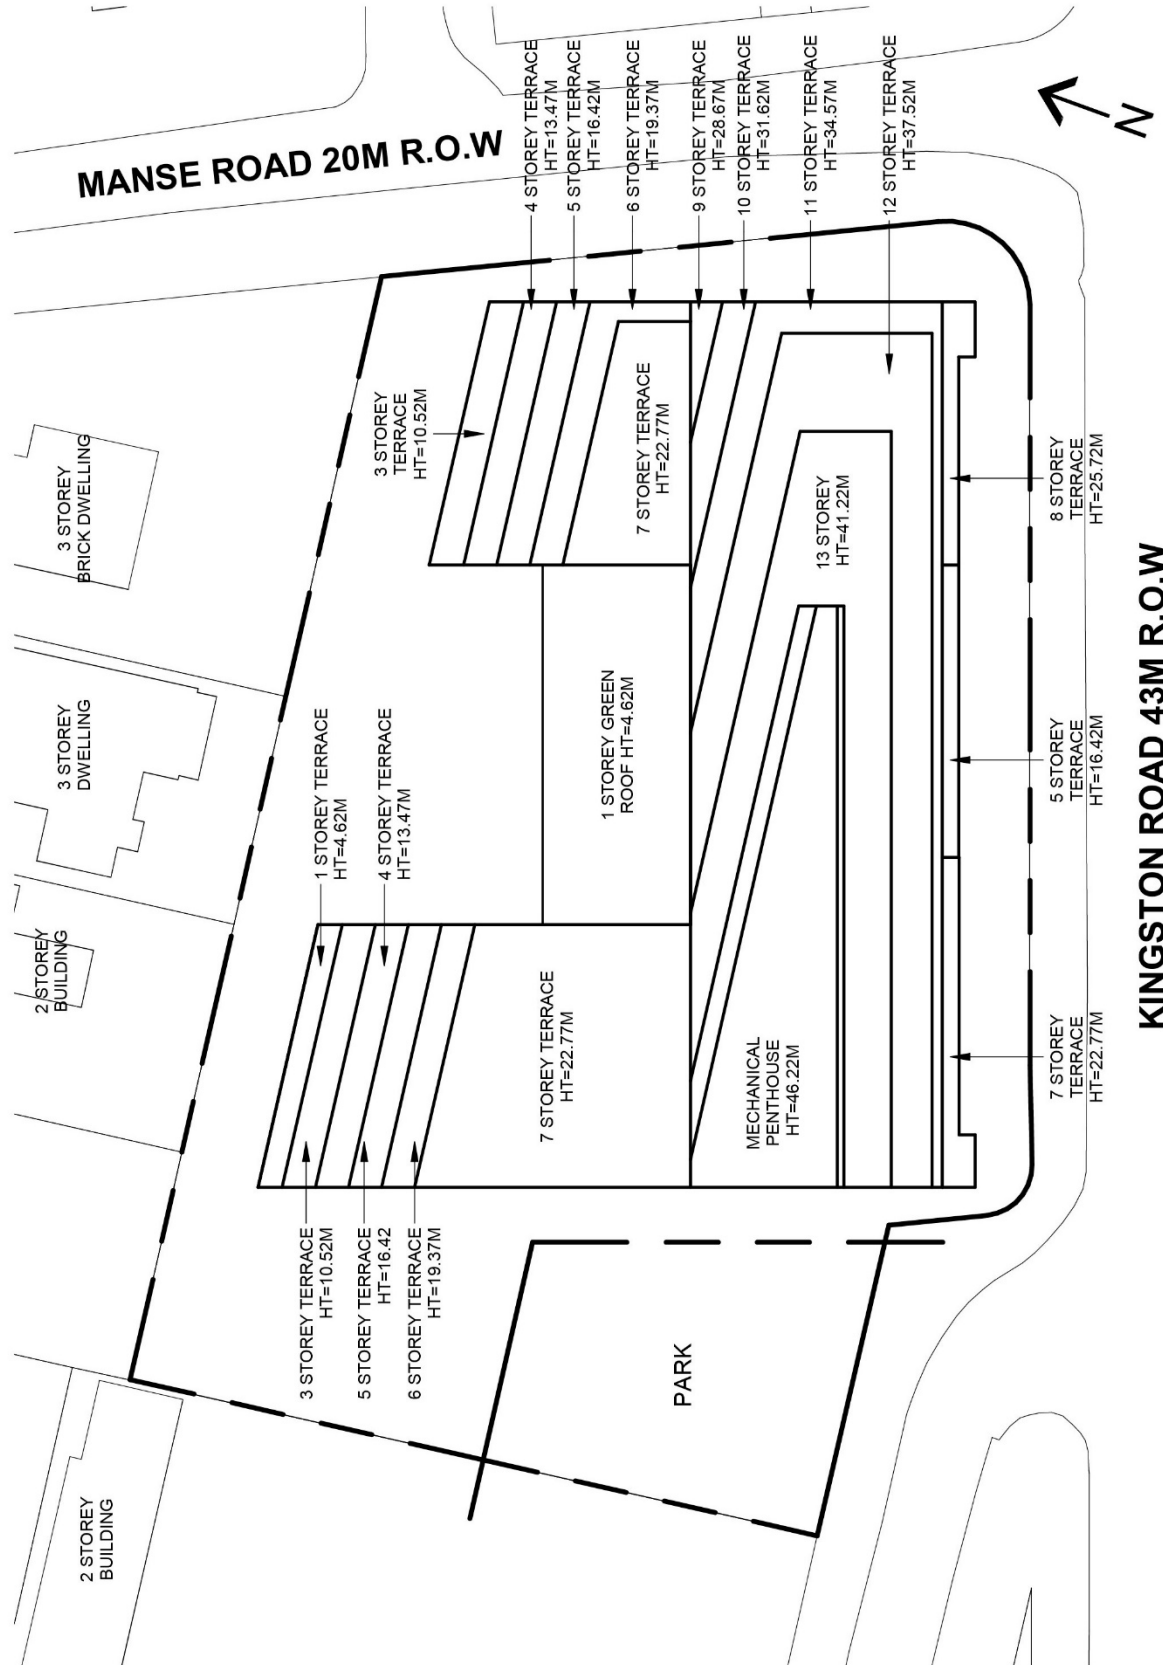 MANSE ROAD 20M R.O.W
4 STOREY TERRACE
HT=13.47M
5 STOREY TERRACE
HT=16.42M
6 STOREY TERRACE
HT=19.37M
9 STOREY TERRACE
HT=28.67M
10 STOREY TERRACE
HT=31.62M
11 STOREY TERRACE
HT=34.57M
12 STOREY TERRACE
HT=37.52M
N
3 STOREY
BRICK DWELLING
3 STOREY
TERRACE
HT=10.52M
7 STOREY TERRACE
HT=22.77M
13 STOREY
HT=41.22M
8 STOREY
TERRACE
HT=25.72M
3 STOREY
DWELLING
1 STOREY TERRACE
HT=4.62M
4 STOREY TERRACE
HT=13.47M
1 STOREY GREEN
ROOF HT=4.62M
5 STOREY
TERRACE
HT=16.42M
KINGSTON ROAD 43M R.O.W
2 STOREY
BUILDING
7 STOREY TERRACE
HT=22.77M
MECHANICAL
PENTHOUSE
HT=46.22M
7 STOREY
TERRACE
HT=22.77M
3 STOREY TERRACE
HT=10.52M
5 STOREY TERRACE
HT=16.42
6 STOREY TERRACE
HT=19.37M
PARK
2 STOREY
BUILDING